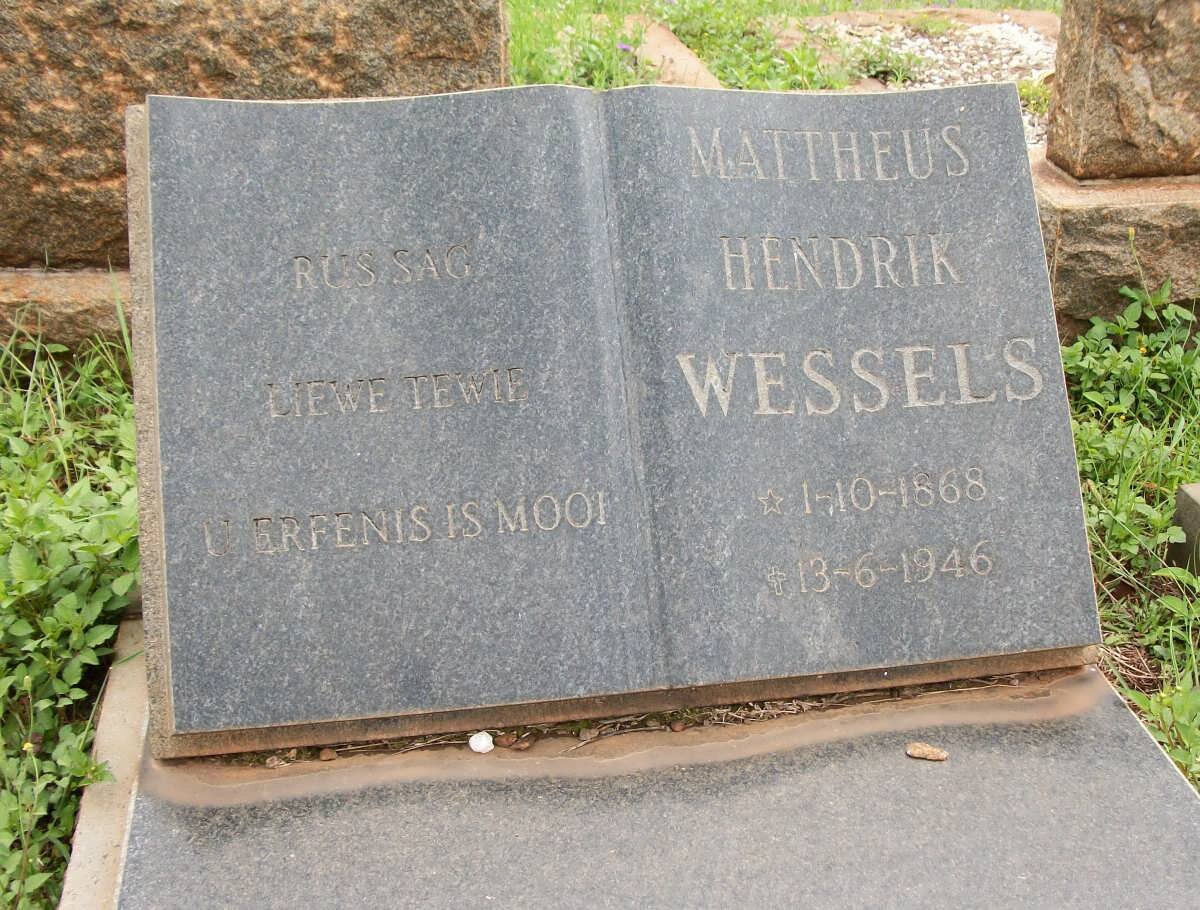 RUS SAG
LIEWE TEWIE
U ERFENIS IS MOOI
MATTHEUS
HENDRIK
WESSELS
☆ 1-10-1868
✝ 13-6-1946